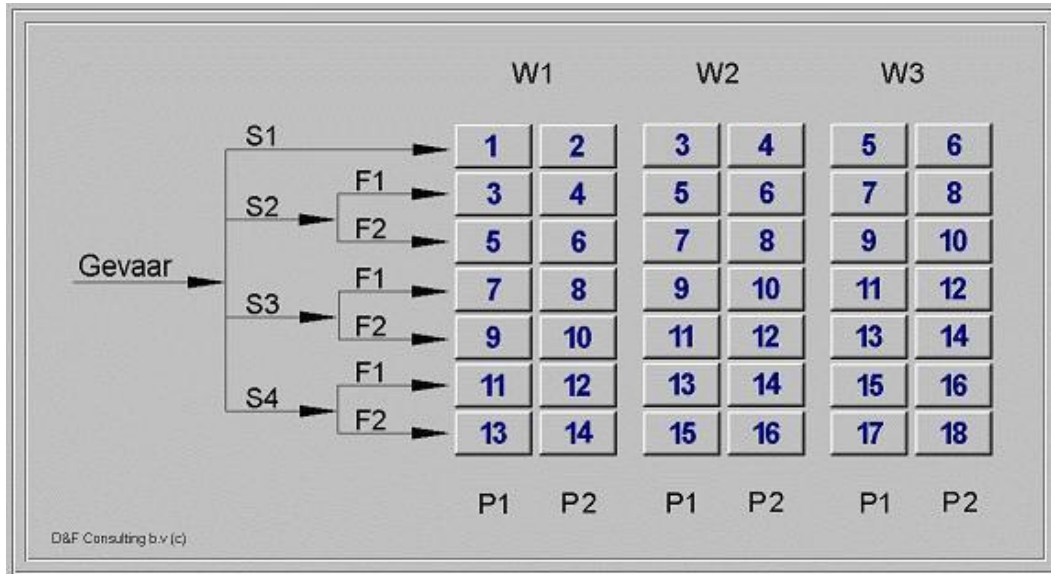 W1 W2 W3
S1 1 2 3 4 5 6
F1 3 4 5 6 7 8
S2
F2 5 6 7 8 9 10
Gevaar
F1 7 8 9 10 11 12
S3
F2 9 10 11 12 13 14
F1 11 12 13 14 15 16
S4
F2 13 14 15 16 17 18
P1 P2 P1 P2 P1 P2
D&F Consulting b.v (c)